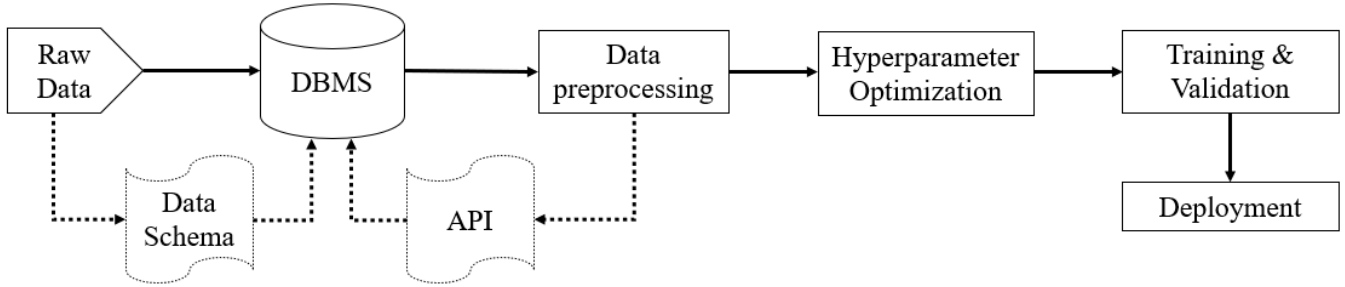 Raw
Data
DBMS
Data
preprocessing
Hyperparameter
Optimization
Training &
Validation
Data
Schema
API
Deployment